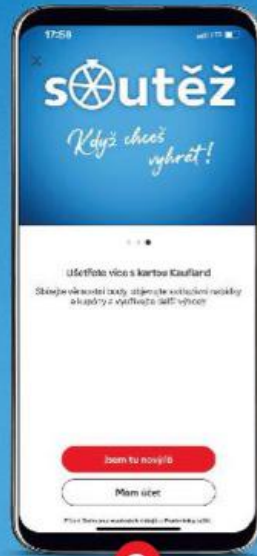 17:58
soutěž
Když chceš
vyhrát!
Ušetřete více s kartou Kaufland
Sbírejte věrnostní body, objevujte exkluzivní nabídky
a kupóny a využívejte další výhody
Jsem tu nový/á
Mám účet